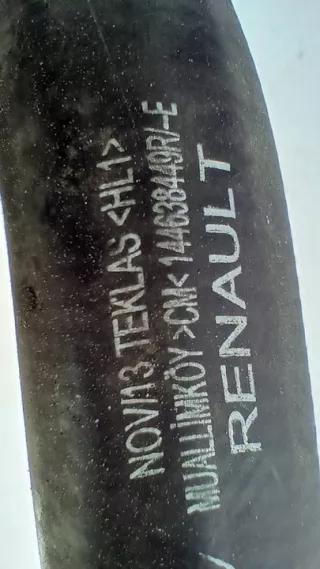 NOV/13 TEKLAS <HL1>
MUALLİMKÖY >CM< 144638449R/-E
RENAULT